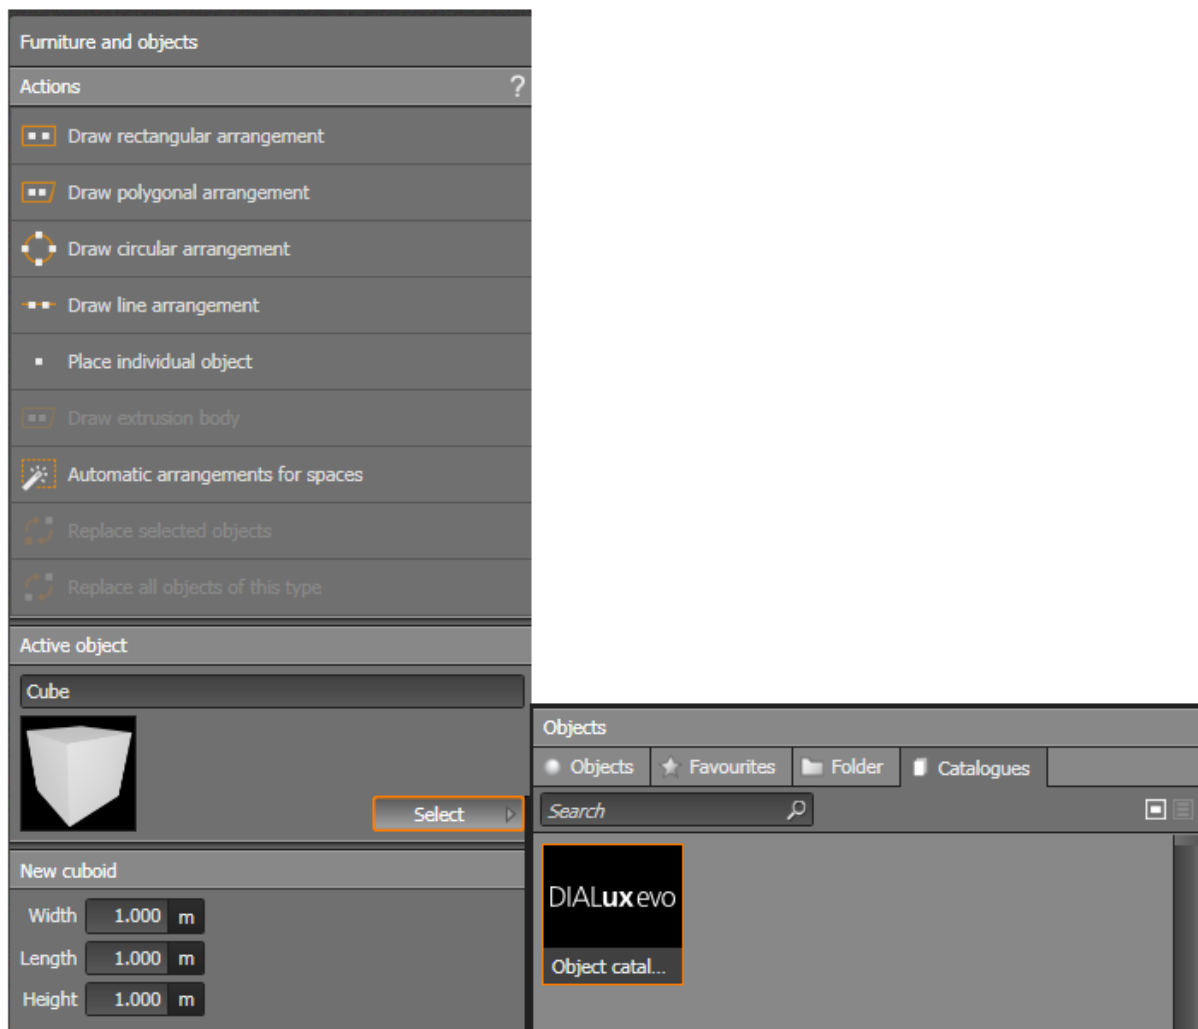 Furniture and objects
Actions ?
Draw rectangular arrangement
Draw polygonal arrangement
Draw circular arrangement
Draw line arrangement
Place individual object
Draw extrusion body
Automatic arrangements for spaces
Replace selected objects
Replace all objects of this type
Active object
Cube
Select
New cuboid
Width 1.000 m
Length 1.000 m
Height 1.000 m
Objects
Objects Favourites Folder Catalogues
Search
DIALux evo
Object catal...